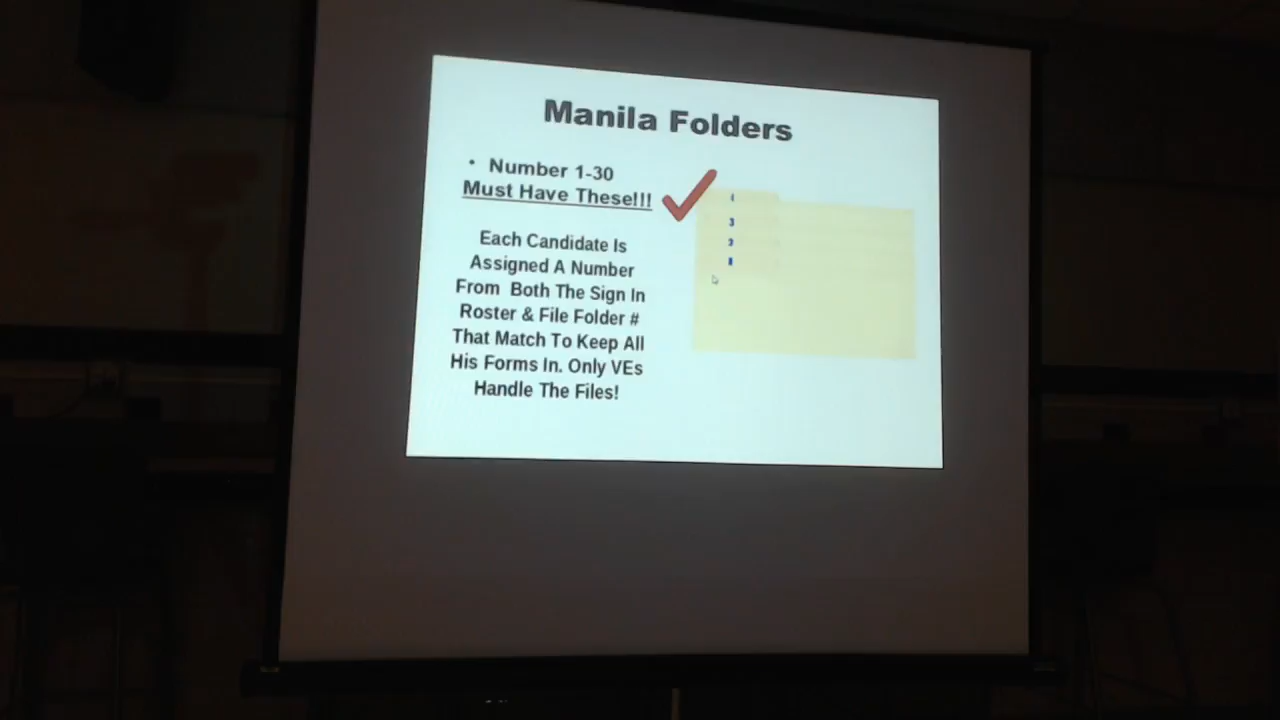 Manila Folders
• Number 1-30
Must Have These!!!
Each Candidate Is
Assigned A Number
From Both The Sign In
Roster & File Folder #
That Match To Keep All
His Forms In. Only VEs
Handle The Files!
3